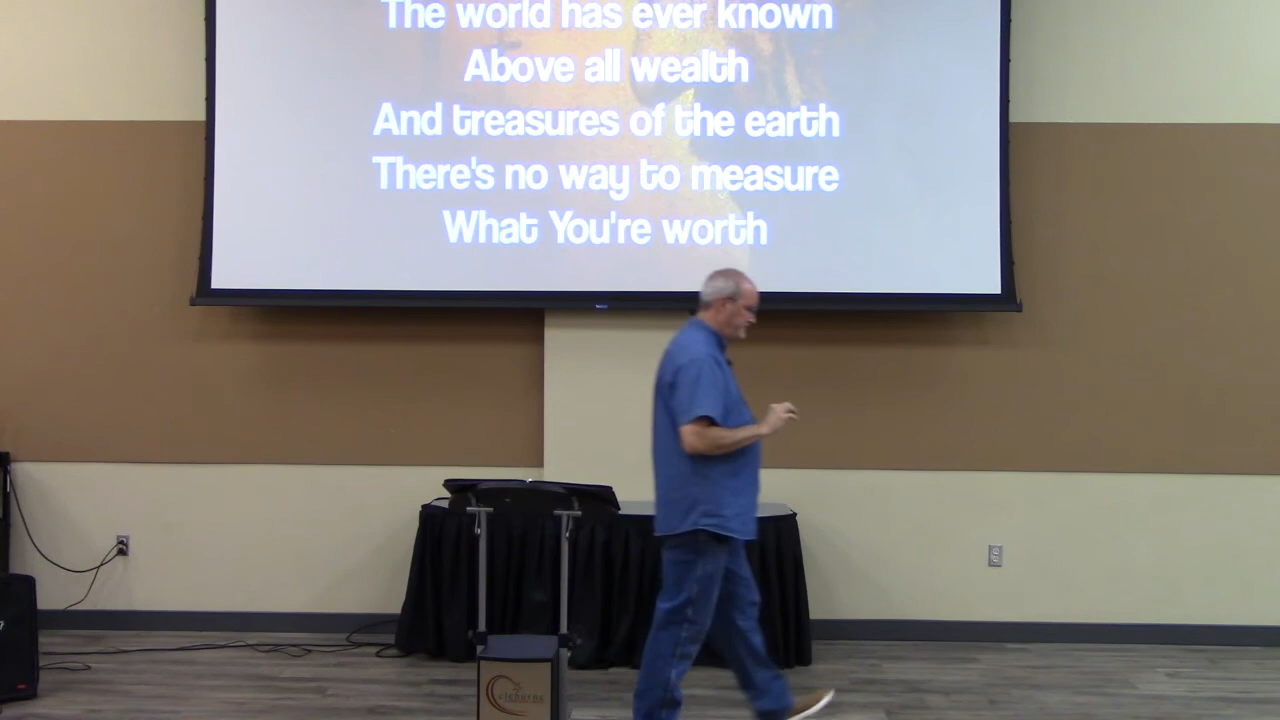 The world has ever known
Above all wealth
And treasures of the earth
There's no way to measure
What You're worth